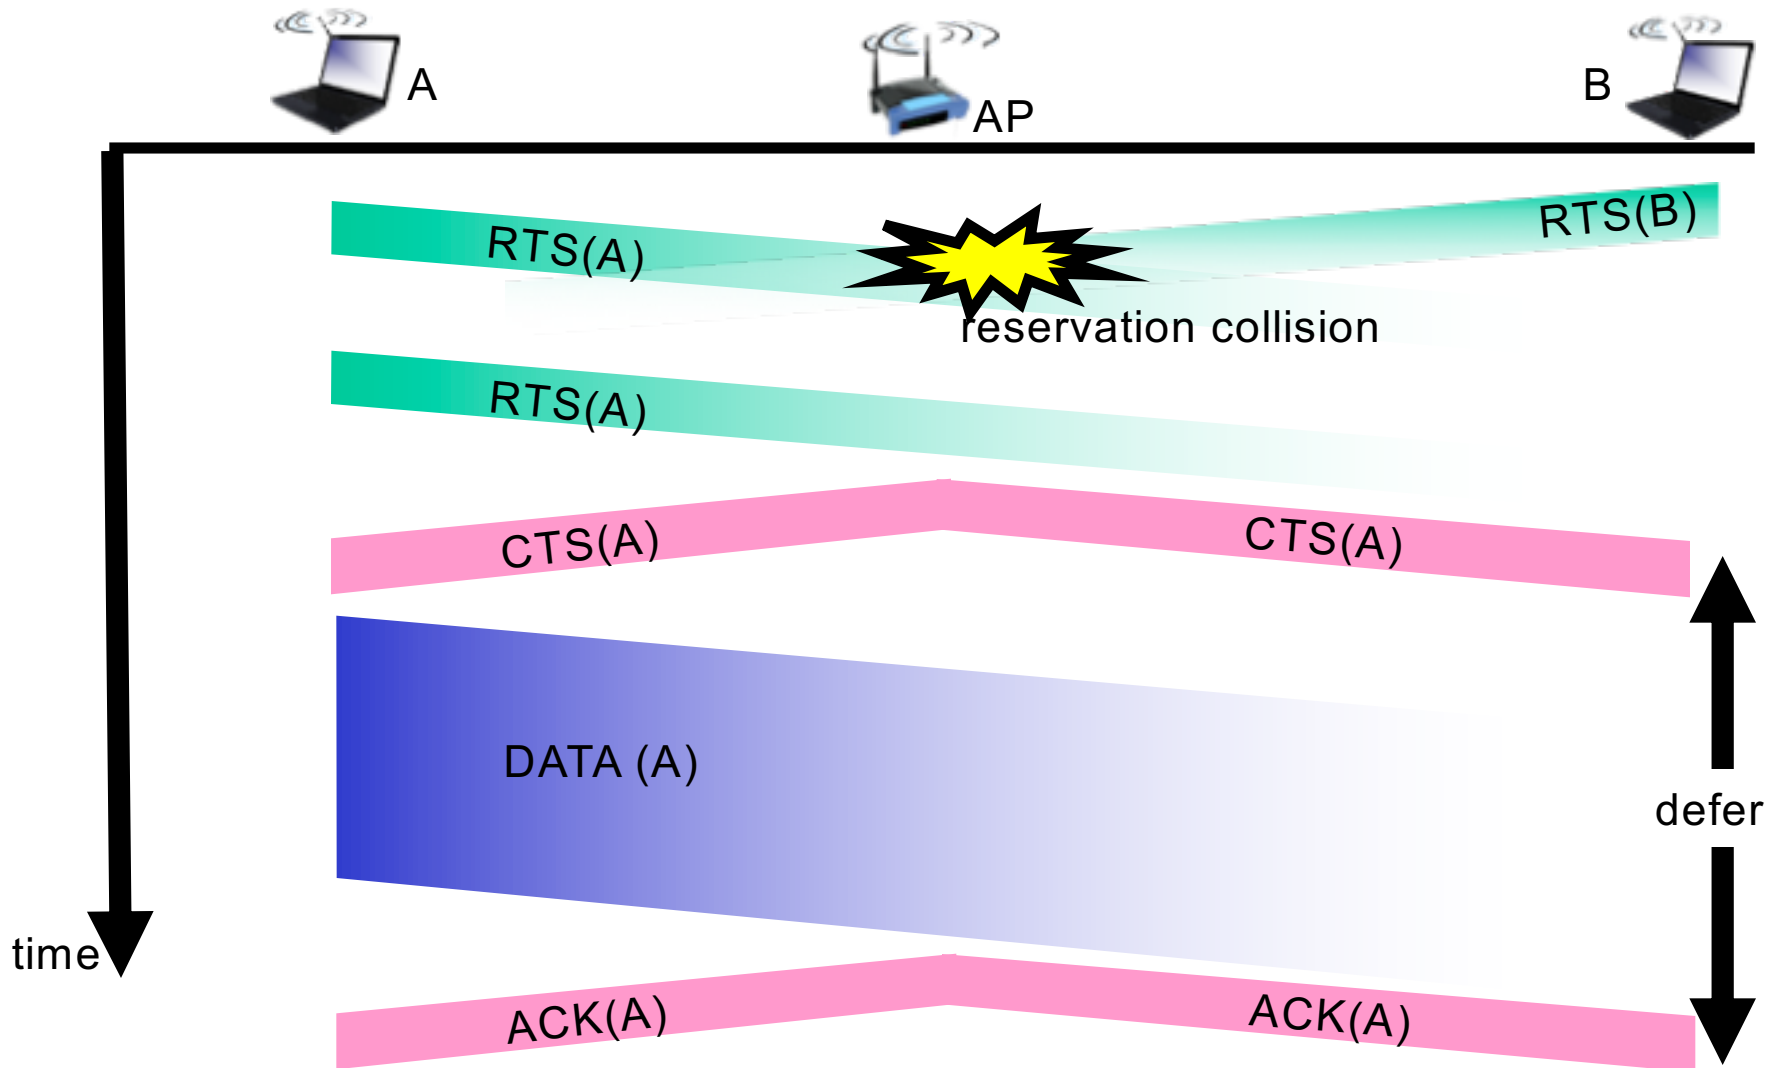 A
AP
B
RTS(A)
RTS(B)
reservation collision
RTS(A)
CTS(A)
CTS(A)
DATA (A)
defer
time
ACK(A)
ACK(A)